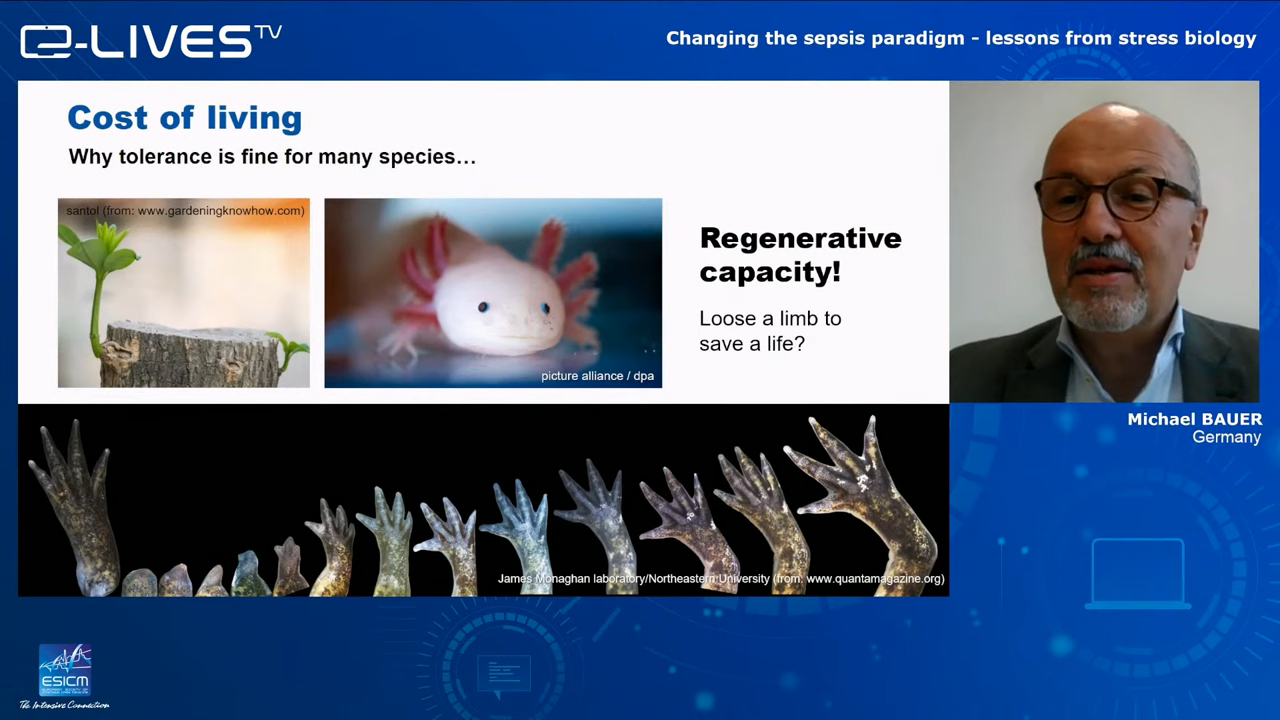 e-LIVES TV
Changing the sepsis paradigm - lessons from stress biology
Cost of living
Why tolerance is fine for many species…
santol (from: www.gardeningknowhow.com)
picture alliance / dpa
Regenerative
capacity!
Loose a limb to
save a life?
James Monaghan laboratory/Northeastern University (from: www.quantamagazine.org)
Michael BAUER
Germany
ESICM
The Intensive Connection